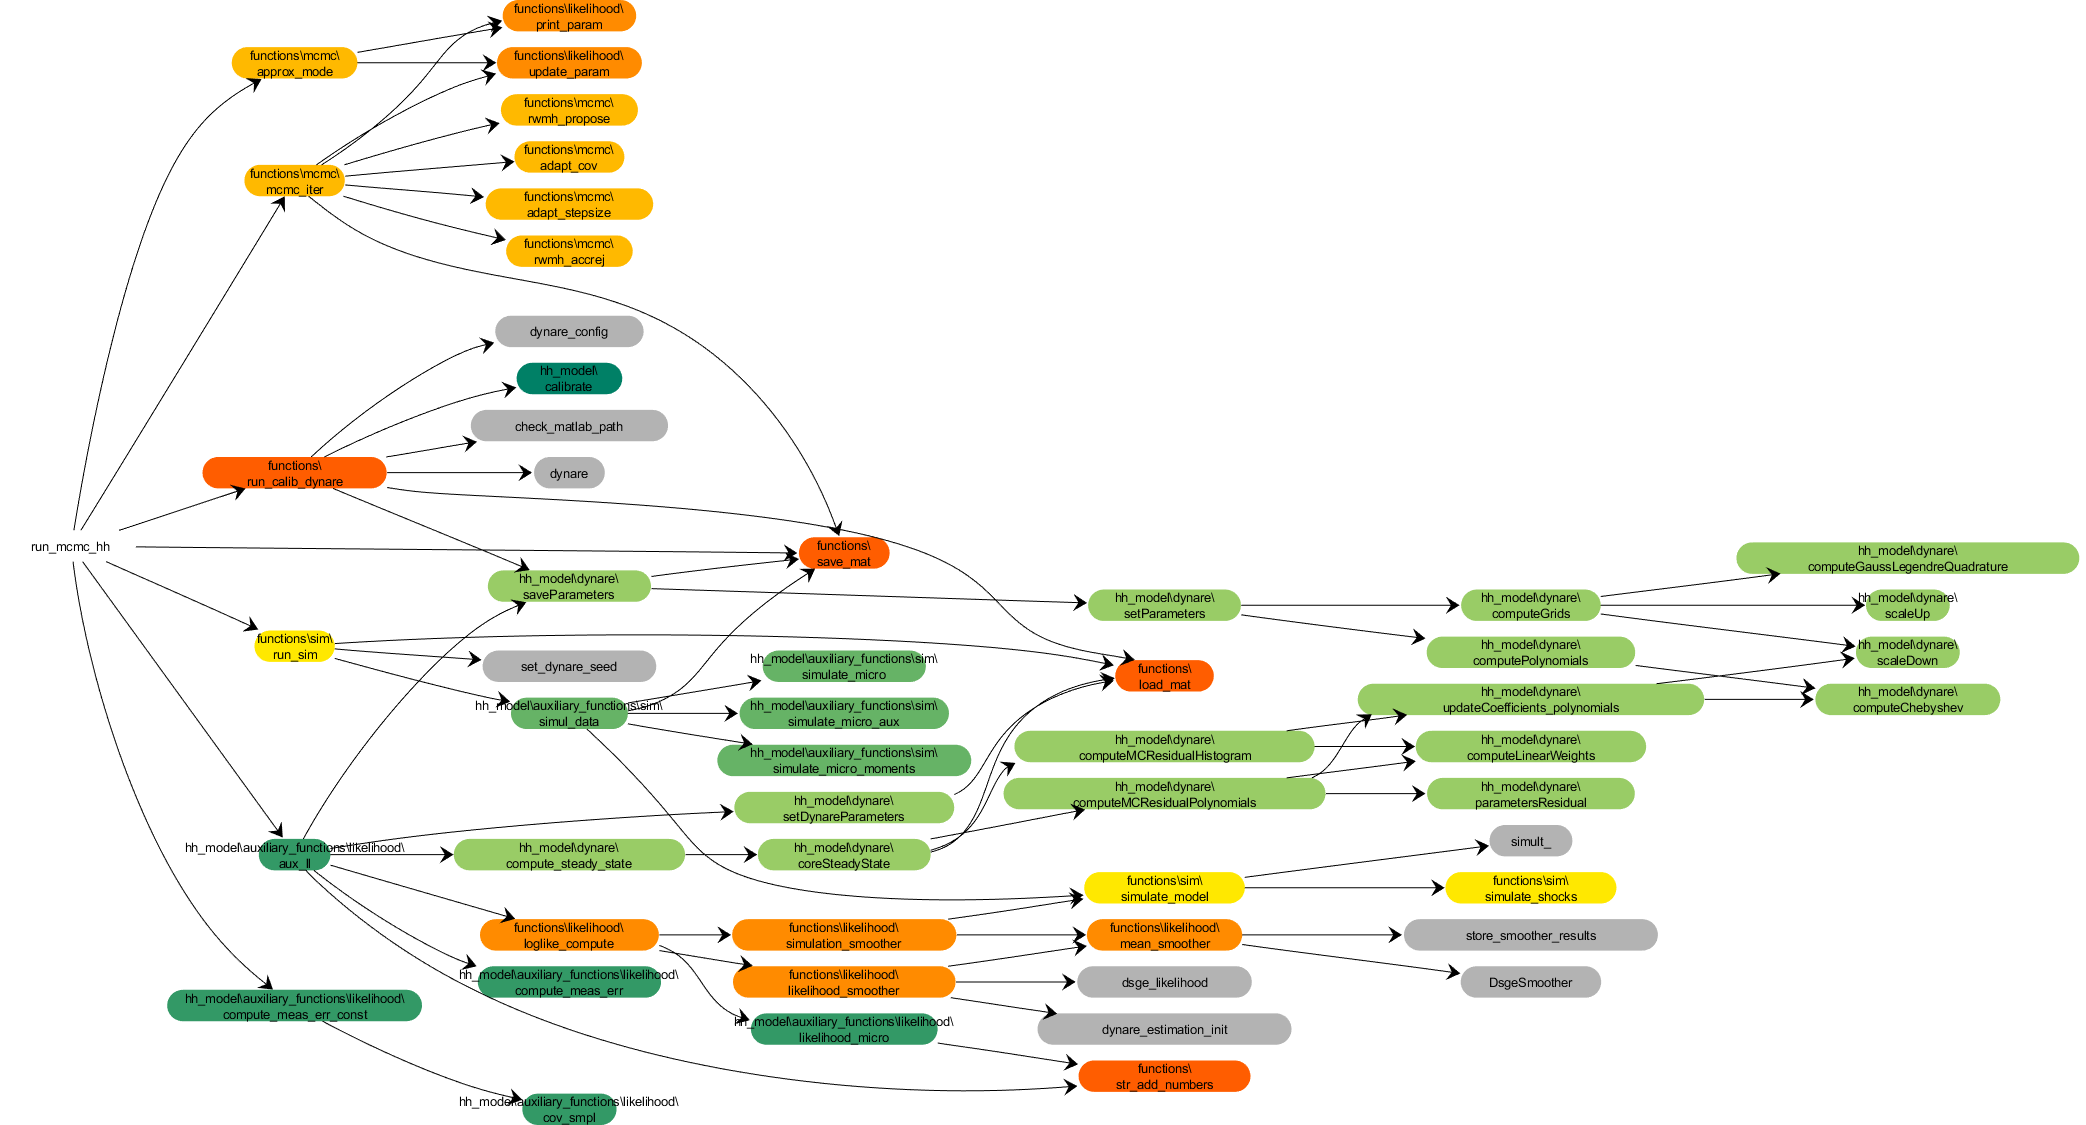 functions\likelihood\
print_param
functions\mcmc\
approx_mode
functions\likelihood\
update_param
functions\mcmc\
rwmh_propose
functions\mcmc\
adapt_cov
functions\mcmc\
mcmc_iter
functions\mcmc\
adapt_stepsize
functions\mcmc\
rwmh_accrej
dynare_config
hh_model\
calibrate
check_matlab_path
functions\
run_calib_dynare
dynare
run_mcmc_hh
functions\
save_mat
hh_model\dynare\
saveParameters
hh_model\dynare\
setParameters
hh_model\dynare\
computeGrids
hh_model\dynare\
computeGaussLegendreQuadrature
hh_model\dynare\
scaleUp
functions\sim\
run_sim
set_dynare_seed
hh_model\auxiliary_functions\sim\
simulate_micro
functions\
load_mat
hh_model\dynare\
computePolynomials
hh_model\dynare\
scaleDown
hh_model\auxiliary_functions\sim\
simul_data
hh_model\auxiliary_functions\sim\
simulate_micro_aux
hh_model\dynare\
updateCoefficients_polynomials
hh_model\dynare\
computeChebyshev
hh_model\auxiliary_functions\sim\
simulate_micro_moments
hh_model\dynare\
computeMCResidualHistogram
hh_model\dynare\
computeLinearWeights
hh_model\dynare\
setDynareParameters
hh_model\dynare\
computeMCResidualPolynomials
hh_model\dynare\
parametersResidual
hh_model\auxiliary_functions\likelihood\
aux_ll
hh_model\dynare\
compute_steady_state
hh_model\dynare\
coreSteadyState
simult_
functions\sim\
simulate_model
functions\sim\
simulate_shocks
functions\likelihood\
loglike_compute
functions\likelihood\
simulation_smoother
functions\likelihood\
mean_smoother
store_smoother_results
hh_model\auxiliary_functions\likelihood\
compute_meas_err
functions\likelihood\
likelihood_smoother
dsge_likelihood
DsgeSmoother
hh_model\auxiliary_functions\likelihood\
compute_meas_err_const
hh_model\auxiliary_functions\likelihood\
likelihood_micro
dynare_estimation_init
functions\
str_add_numbers
hh_model\auxiliary_functions\likelihood\
cov_smpl